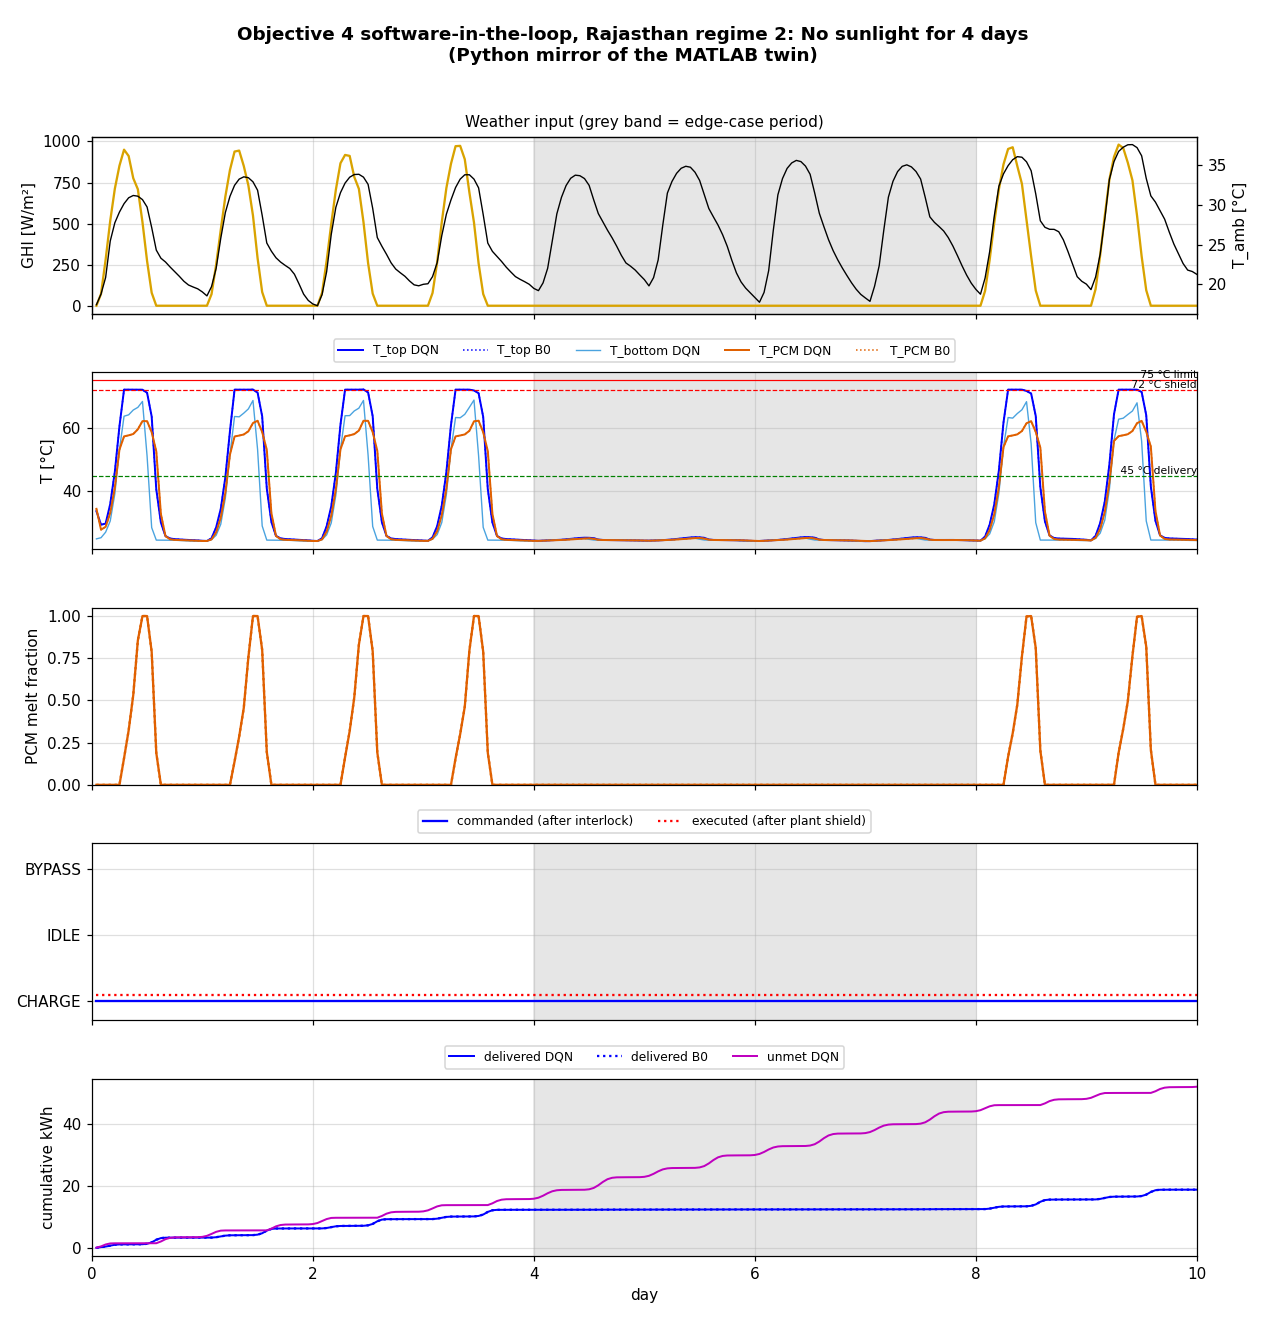 Objective 4 software-in-the-loop, Rajasthan regime 2: No sunlight for 4 days
(Python mirror of the MATLAB twin)
Weather input (grey band = edge-case period)
GHI [W/m²]
1000
750
500
250
0
T_amb [°C]
35
30
25
20
T_top DQN
T_top B0
T_bottom DQN
T_PCM DQN
T_PCM B0
T [°C]
60
40
75 °C limit
72 °C shield
45 °C delivery
PCM melt fraction
1.00
0.75
0.50
0.25
0.00
commanded (after interlock)
executed (after plant shield)
BYPASS
IDLE
CHARGE
delivered DQN
delivered B0
unmet DQN
cumulative kWh
40
20
0
0
2
4
6
8
10
day